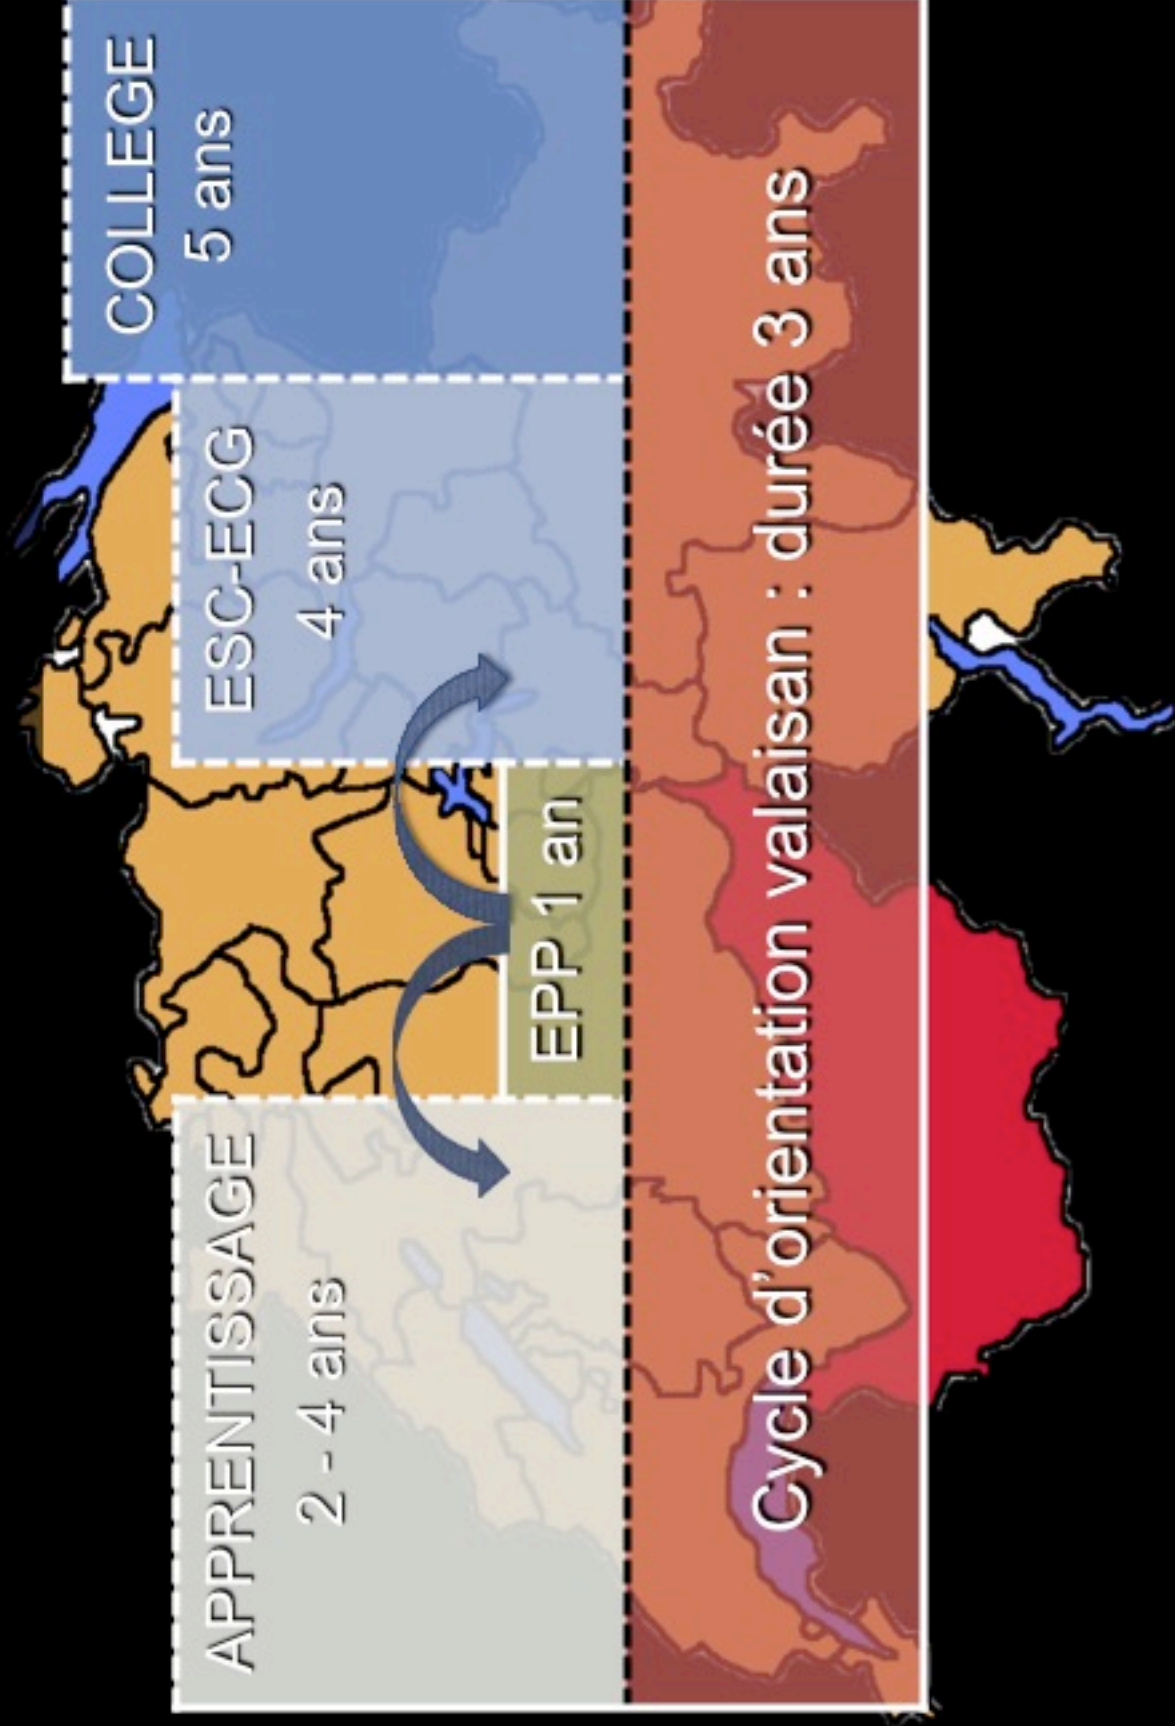 APPRENTISSAGE
2 - 4 ans
EPP 1 an
ESC-ECG
4 ans
COLLEGE
5 ans
Cycle d'orientation valaisan : durée 3 ans